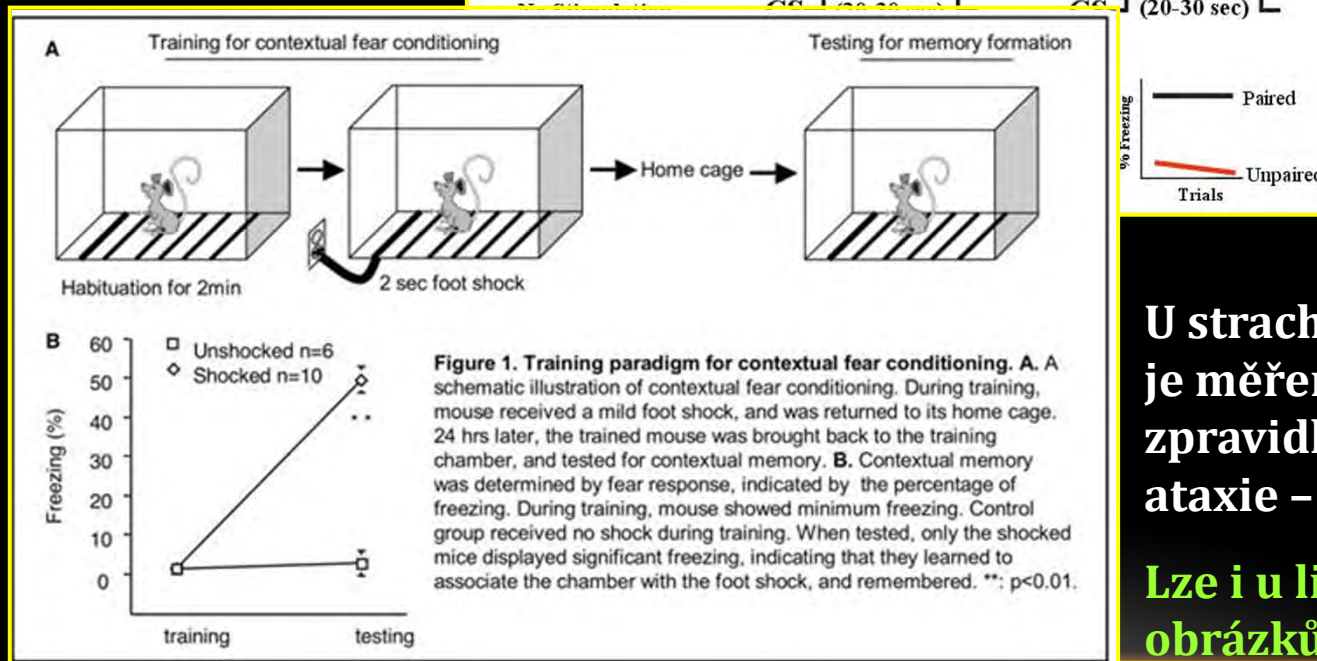 (20-30 sec)
A
Training for contextual fear conditioning
Testing for memory formation
Home cage
Habituation for 2min
2 sec foot shock
% Freezing
Paired
Unpaired
Trials
B
Freezing (%)
60
50
40
30
20
10
0
Unshocked n=6
Shocked n=10
**
training
testing
Figure 1. Training paradigm for contextual fear conditioning. A. A
schematic illustration of contextual fear conditioning. During training,
mouse received a mild foot shock, and was returned to its home cage.
24 hrs later, the trained mouse was brought back to the training
chamber, and tested for contextual memory. B. Contextual memory
was determined by fear response, indicated by the percentage of
freezing. During training, mouse showed minimum freezing. Control
group received no shock during training. When tested, only the shocked
mice displayed significant freezing, indicating that they learned to
associate the chamber with the foot shock, and remembered. **: p<0.01.
U strach
je měřen
zpravidl
ataxie –
Lze i u li
obrázků